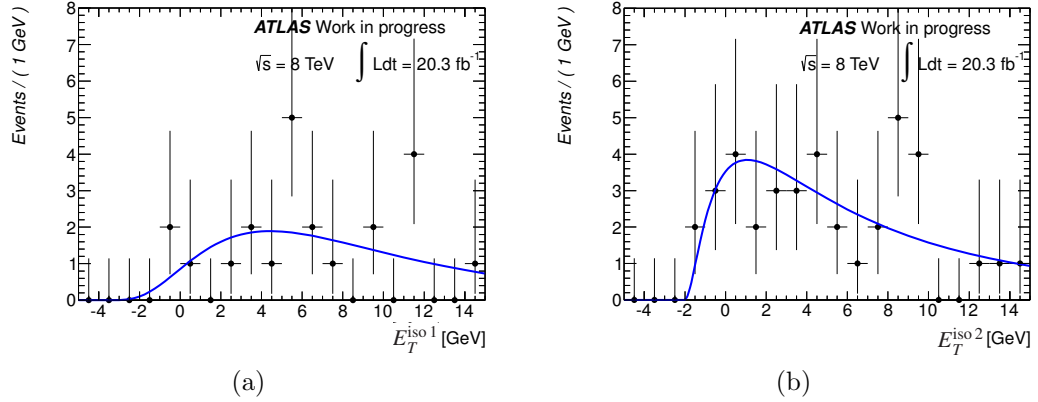 ATLAS Work in progress
√s = 8 TeV ∫ Ldt = 20.3 fb⁻¹
Events / ( 1 GeV )
8
7
6
5
4
3
2
1
0
-4 -2 0 2 4 6 8 10 12 14
E_T^{iso 1} [GeV]
(a)
ATLAS Work in progress
√s = 8 TeV ∫ Ldt = 20.3 fb⁻¹
Events / ( 1 GeV )
8
7
6
5
4
3
2
1
0
-4 -2 0 2 4 6 8 10 12 14
E_T^{iso 2} [GeV]
(b)